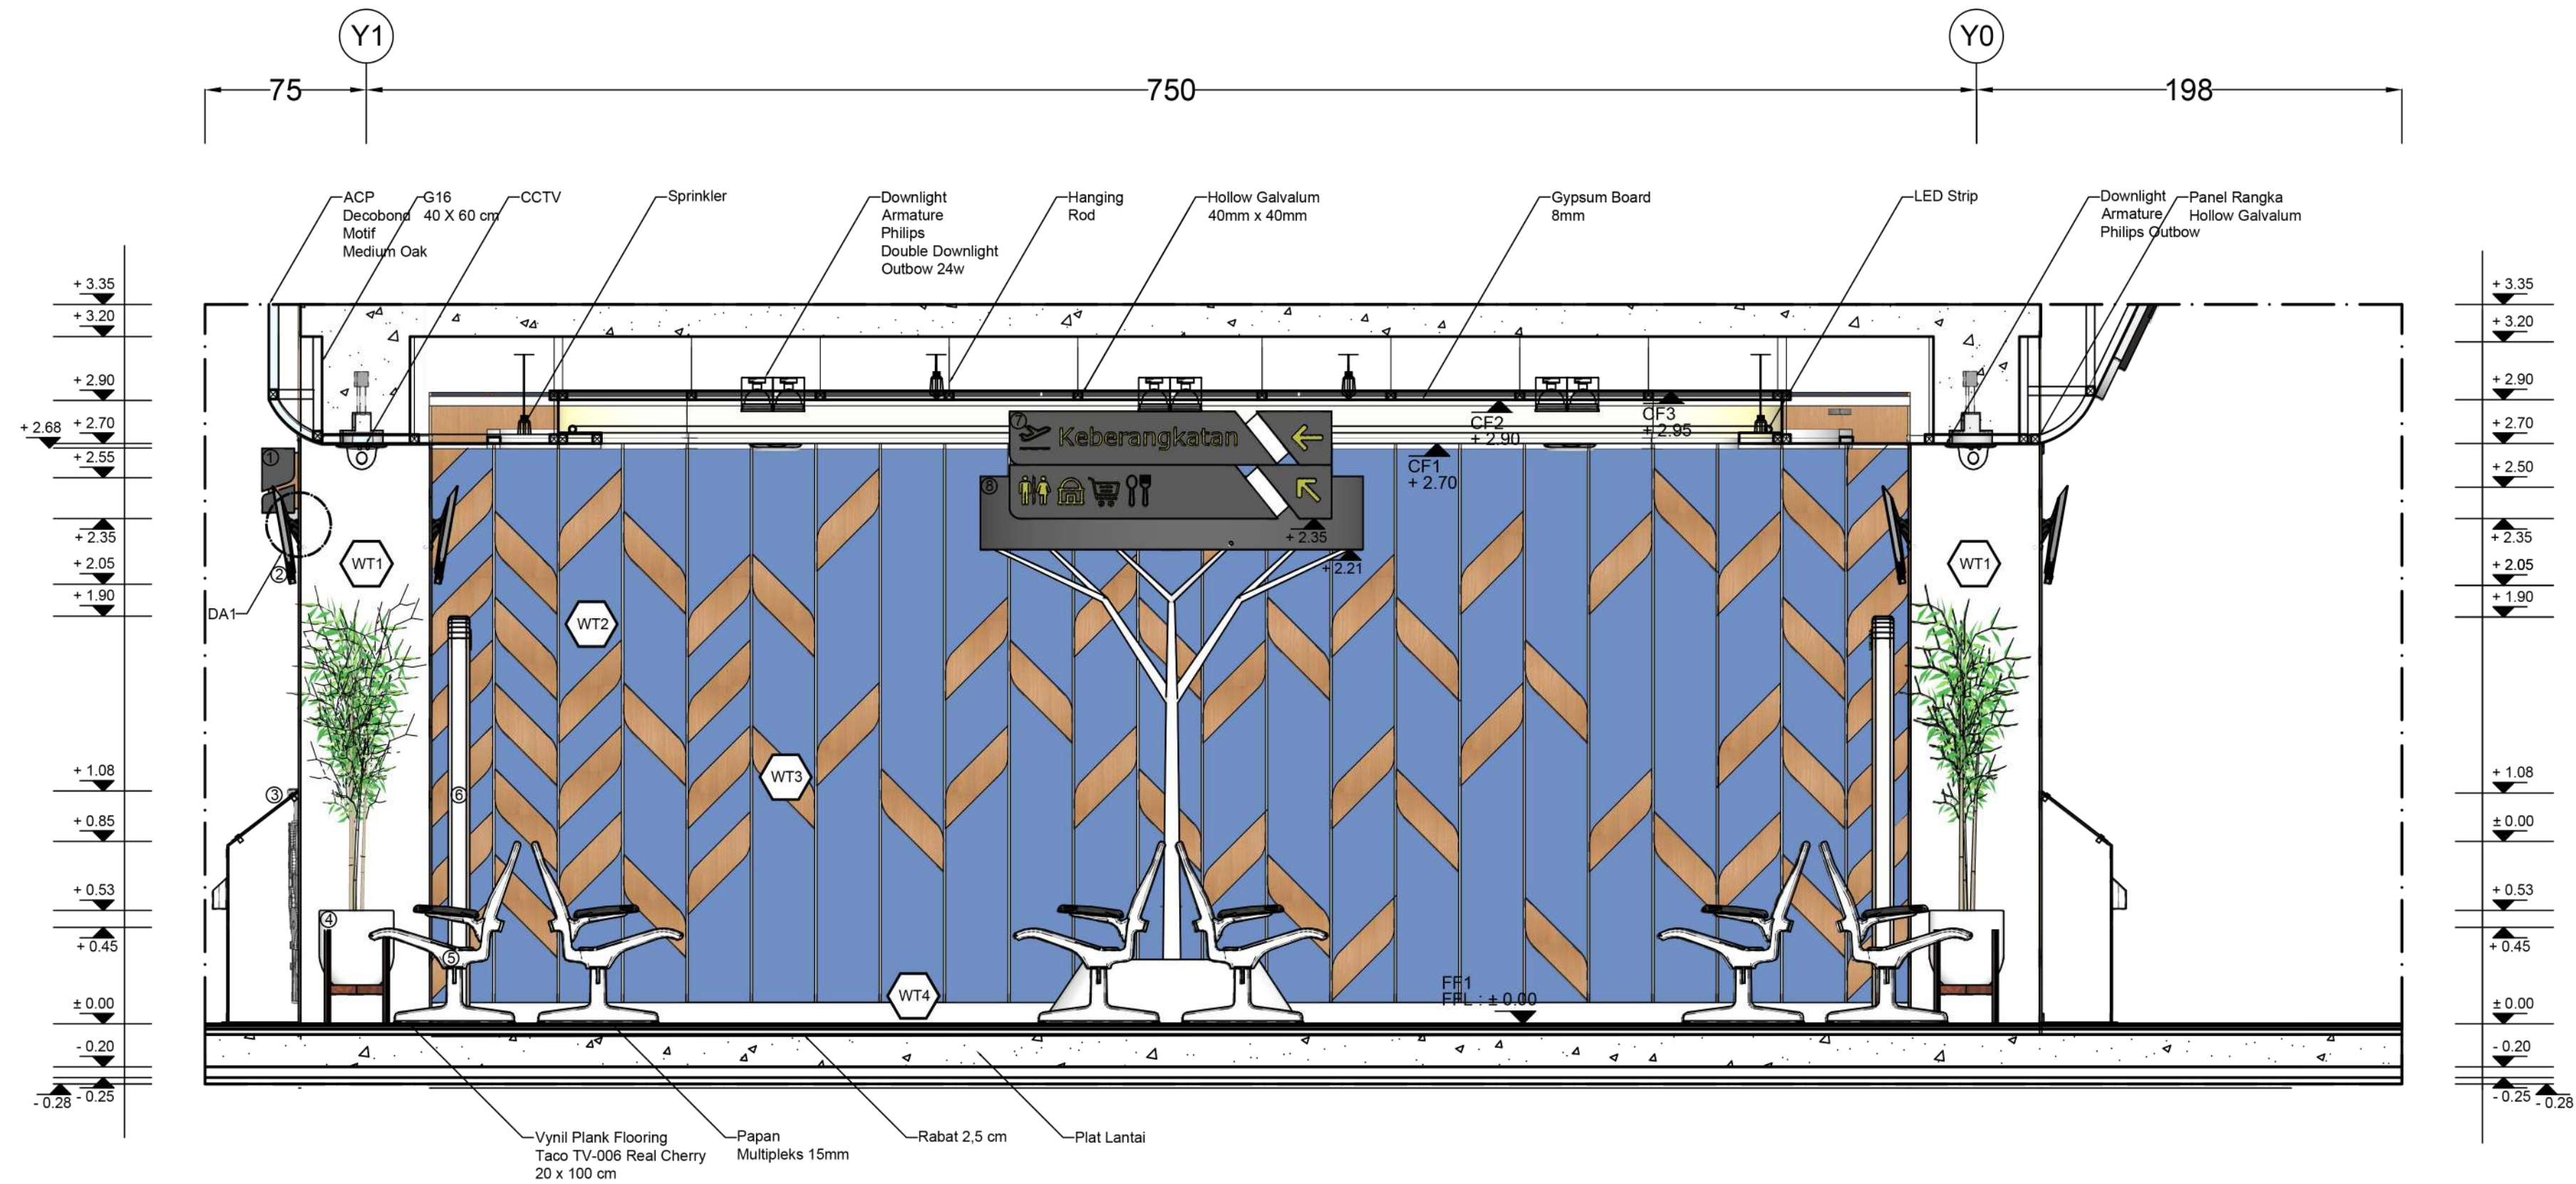 Y1
Y0
75
750
198
ACP
Decobond
Motif
Medium Oak
G16
40 X 60 cm
CCTV
Sprinkler
Downlight
Armature
Philips
Double Downlight
Outbow 24w
Hanging
Rod
Hollow Galvalum
40mm x 40mm
Gypsum Board
8mm
LED Strip
Downlight
Armature
Philips Outbow
Panel Rangka
Hollow Galvalum
+ 3.35
+ 3.20
+ 2.90
+ 2.70
+ 2.68
+ 2.55
+ 2.35
+ 2.05
+ 1.90
+ 1.08
+ 0.85
+ 0.53
+ 0.45
± 0.00
- 0.20
- 0.25
- 0.28
1
2
DA1
3
4
5
6
WT1
WT2
WT3
WT4
7
Keberangkatan
8
+ 2.35
+ 2.21
CF2
+ 2.90
CF3
+ 2.95
CF1
+ 2.70
FF1
FFL : ± 0.00
WT1
+ 3.35
+ 3.20
+ 2.90
+ 2.70
+ 2.50
+ 2.35
+ 2.05
+ 1.90
+ 1.08
± 0.00
+ 0.53
+ 0.45
± 0.00
- 0.20
- 0.25
- 0.28
Vynil Plank Flooring
Taco TV-006 Real Cherry
20 x 100 cm
Papan
Multipleks 15mm
Rabat 2,5 cm
Plat Lantai